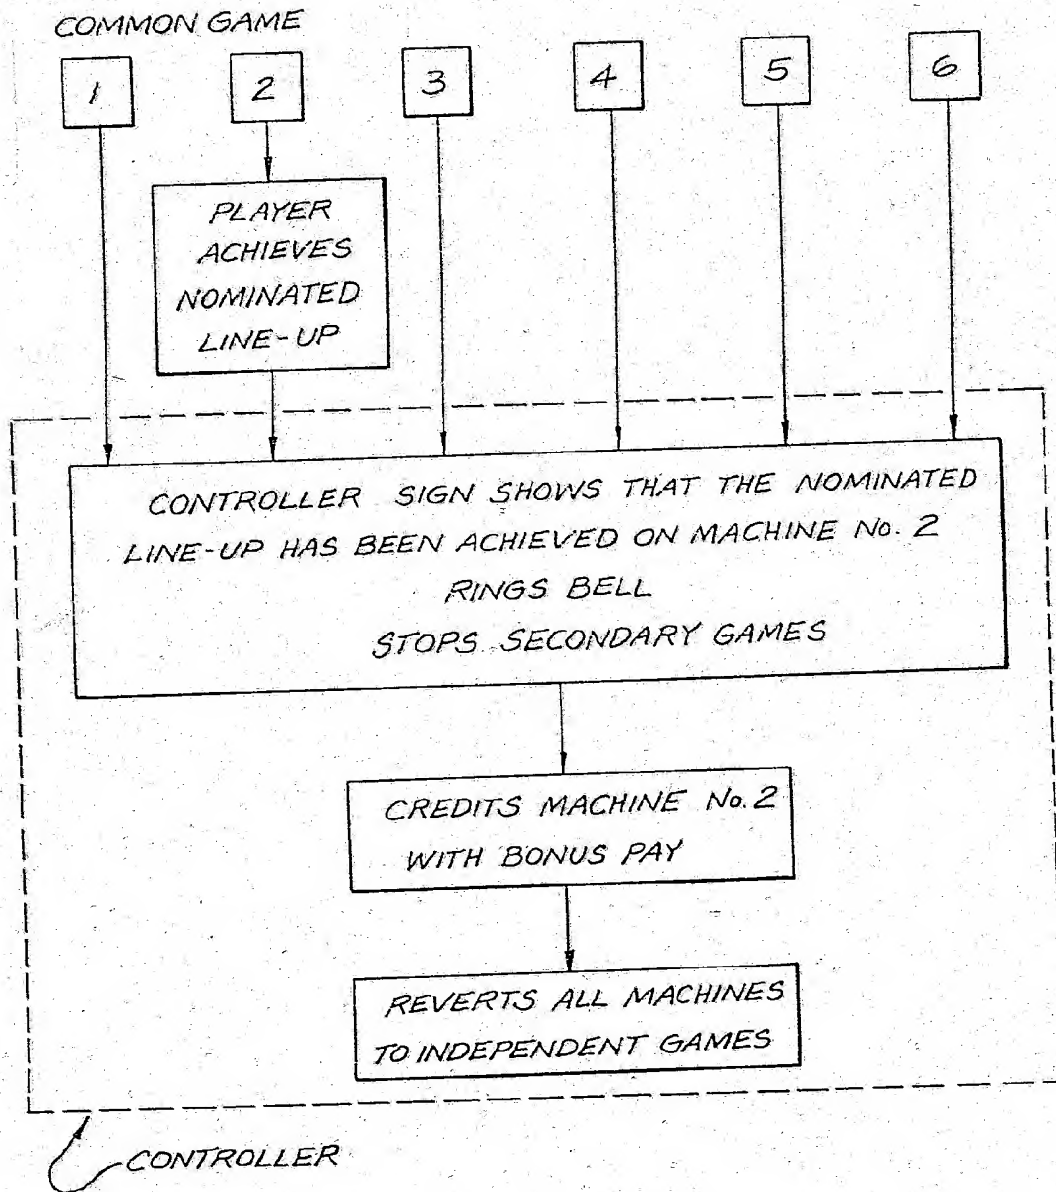 COMMON GAME
1 2 3 4 5 6
PLAYER
ACHIEVES
NOMINATED
LINE-UP
CONTROLLER SIGN SHOWS THAT THE NOMINATED
LINE-UP HAS BEEN ACHIEVED ON MACHINE No. 2
RINGS BELL
STOPS SECONDARY GAMES
CREDITS MACHINE No. 2
WITH BONUS PAY
REVERTS ALL MACHINES
TO INDEPENDENT GAMES
CONTROLLER